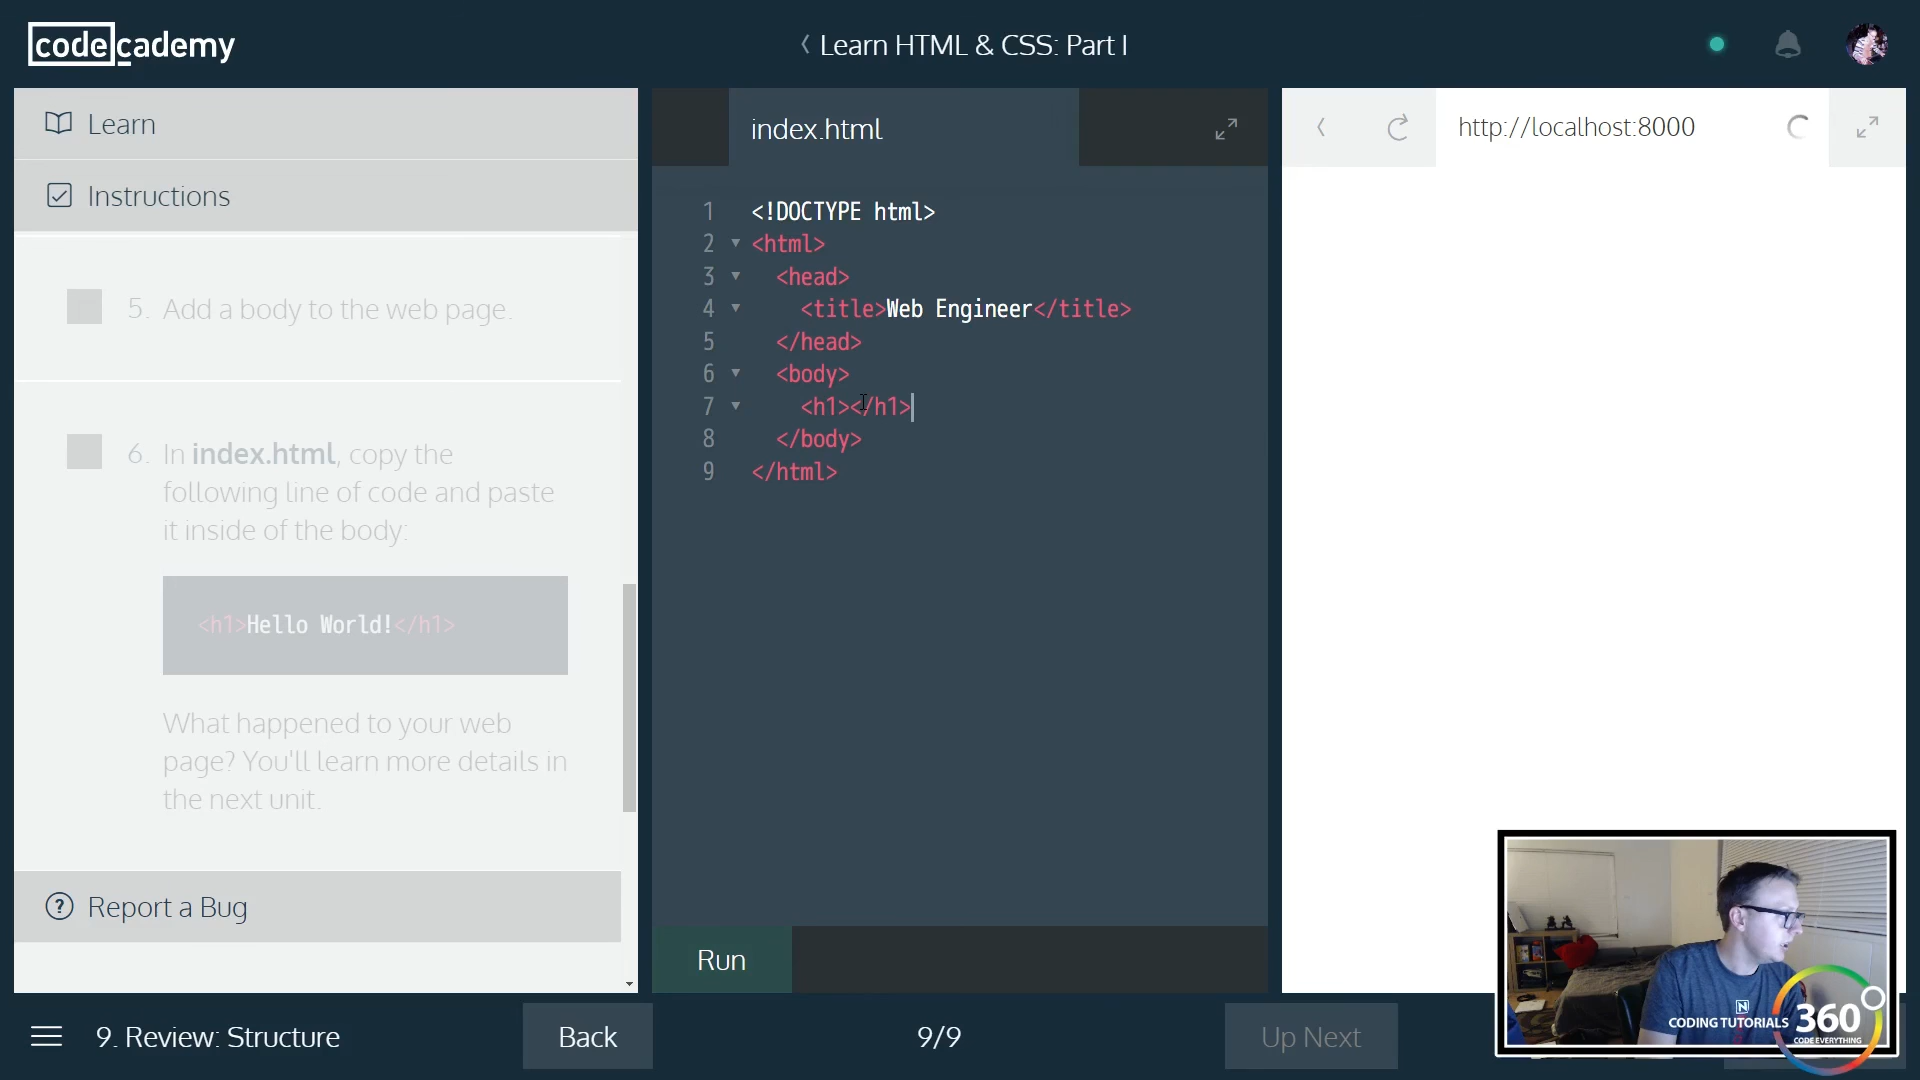 codecademy
Learn HTML & CSS: Part I
Learn
Instructions
5. Add a body to the web page.
6. In index.html, copy the
following line of code and paste
it inside of the body:
<h1>Hello World!</h1>
What happened to your web
page? You'll learn more details in
the next unit.
Report a Bug
index.html
1 <!DOCTYPE html>
2 <html>
3 <head>
4 <title>Web Engineer</title>
5 </head>
6 <body>
7 <h1></h1>
8 </body>
9 </html>
Run
http://localhost:8000
9. Review: Structure
Back
9/9
Up Next
CODING TUTORIALS 360
CODE EVERYTHING